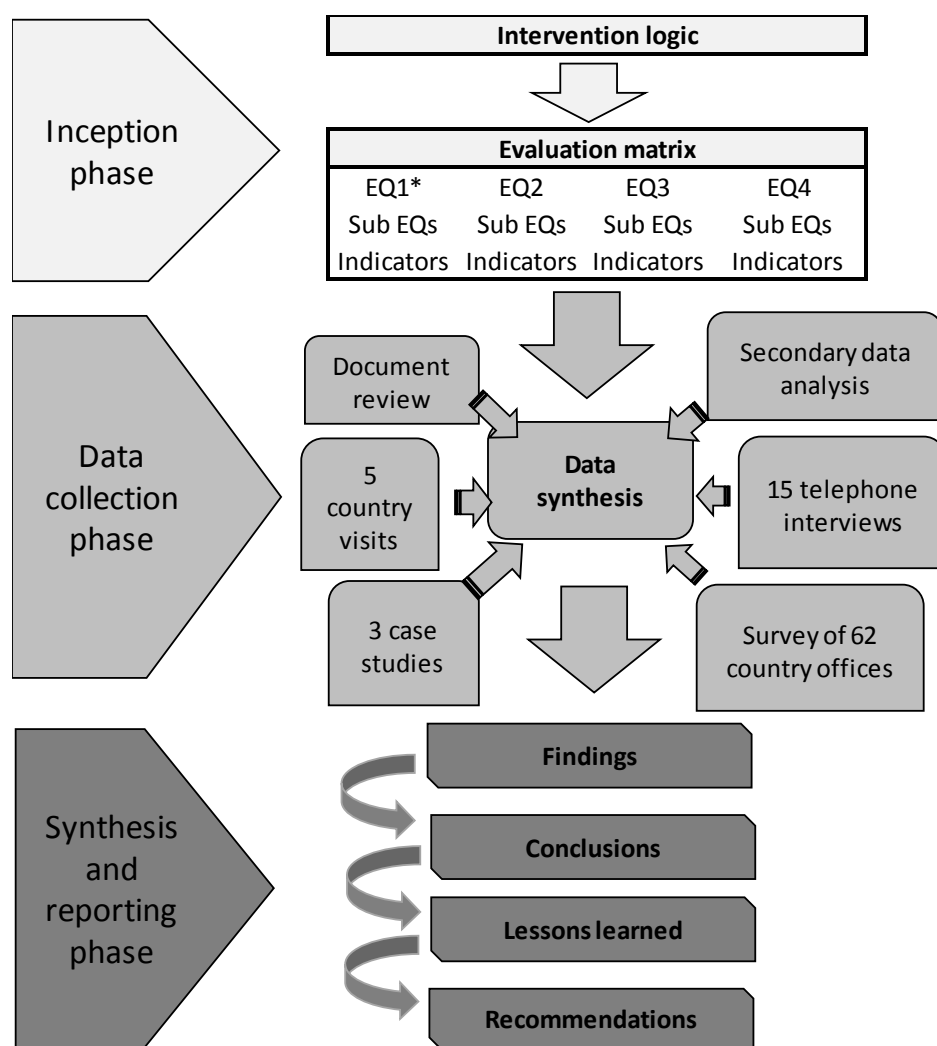 Inception
phase
Intervention logic
Evaluation matrix
EQ1* EQ2 EQ3 EQ4
Sub EQs Sub EQs Sub EQs Sub EQs
Indicators Indicators Indicators Indicators
Data
collection
phase
Document
review
5
country
visits
3 case
studies
Data
synthesis
Secondary data
analysis
15 telephone
interviews
Survey of 62
country offices
Synthesis
and
reporting
phase
Findings
Conclusions
Lessons learned
Recommendations